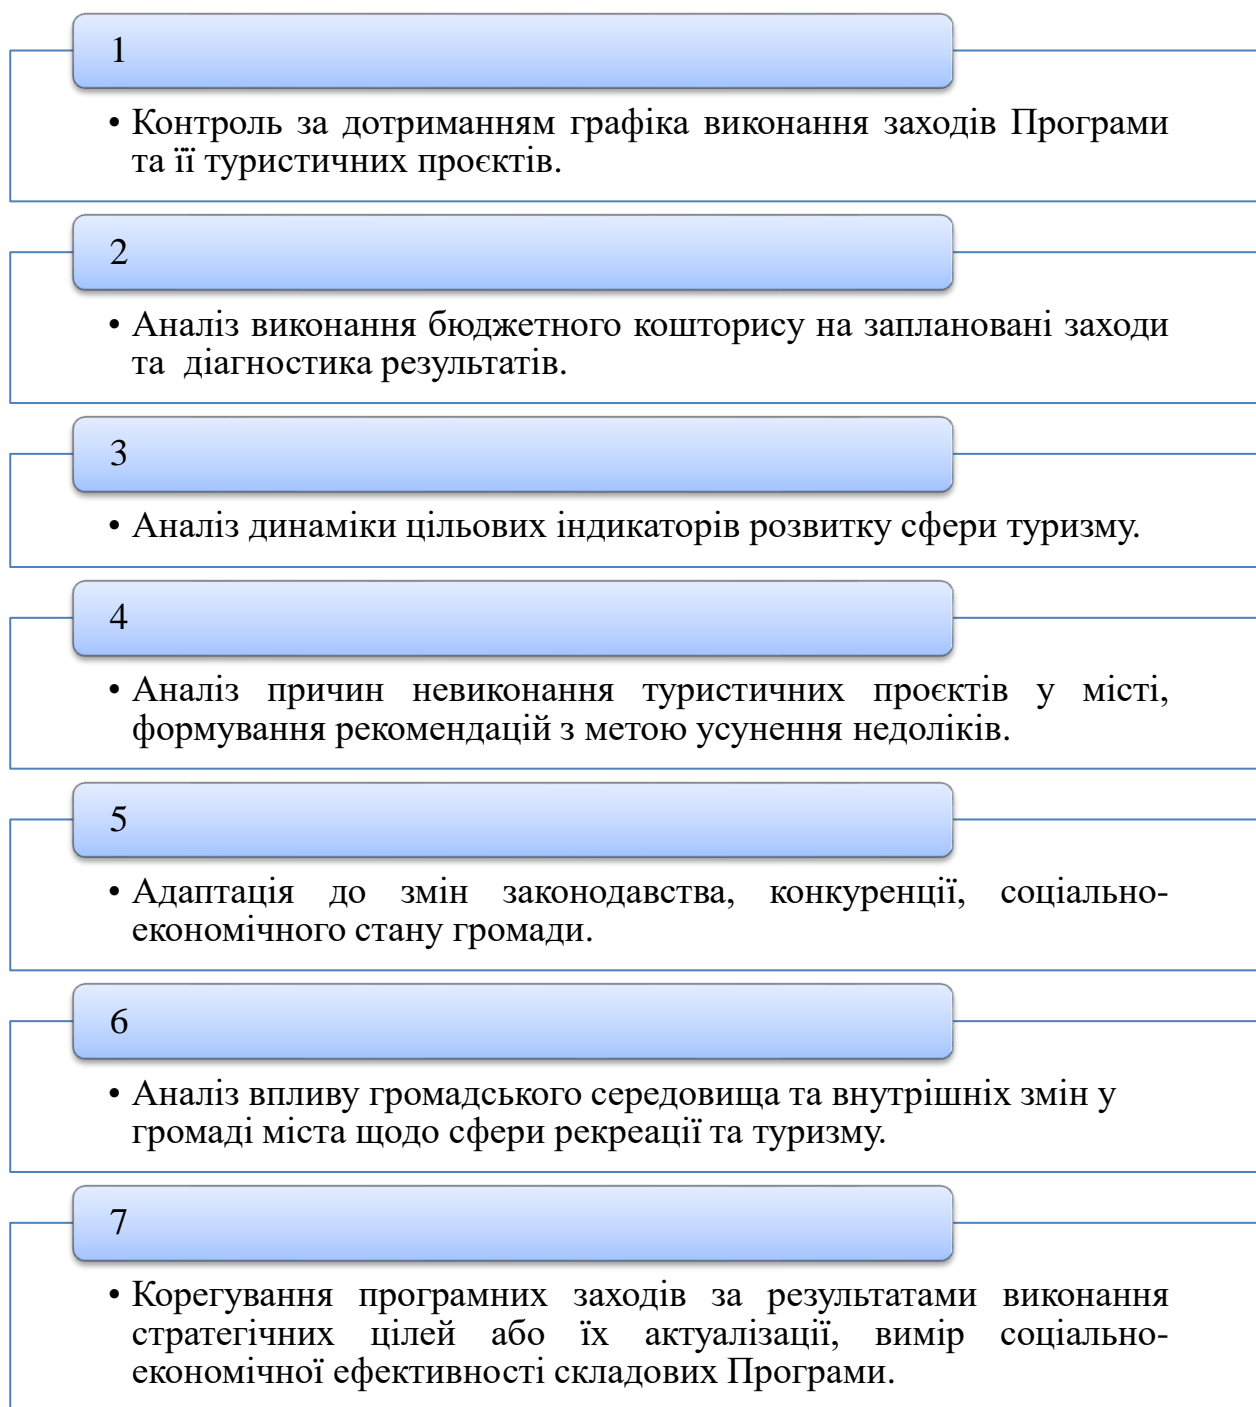 1
• Контроль за дотриманням графіка виконання заходів Програми
та її туристичних проєктів.
2
• Аналіз виконання бюджетного кошторису на заплановані заходи
та діагностика результатів.
3
• Аналіз динаміки цільових індикаторів розвитку сфери туризму.
4
• Аналіз причин невиконання туристичних проєктів у місті,
формування рекомендацій з метою усунення недоліків.
5
• Адаптація до змін законодавства, конкуренції, соціально-
економічного стану громади.
6
• Аналіз впливу громадського середовища та внутрішніх змін у
громаді міста щодо сфери рекреації та туризму.
7
• Корегування програмних заходів за результатами виконання
стратегічних цілей або їх актуалізації, вимір соціально-
економічної ефективності складових Програми.